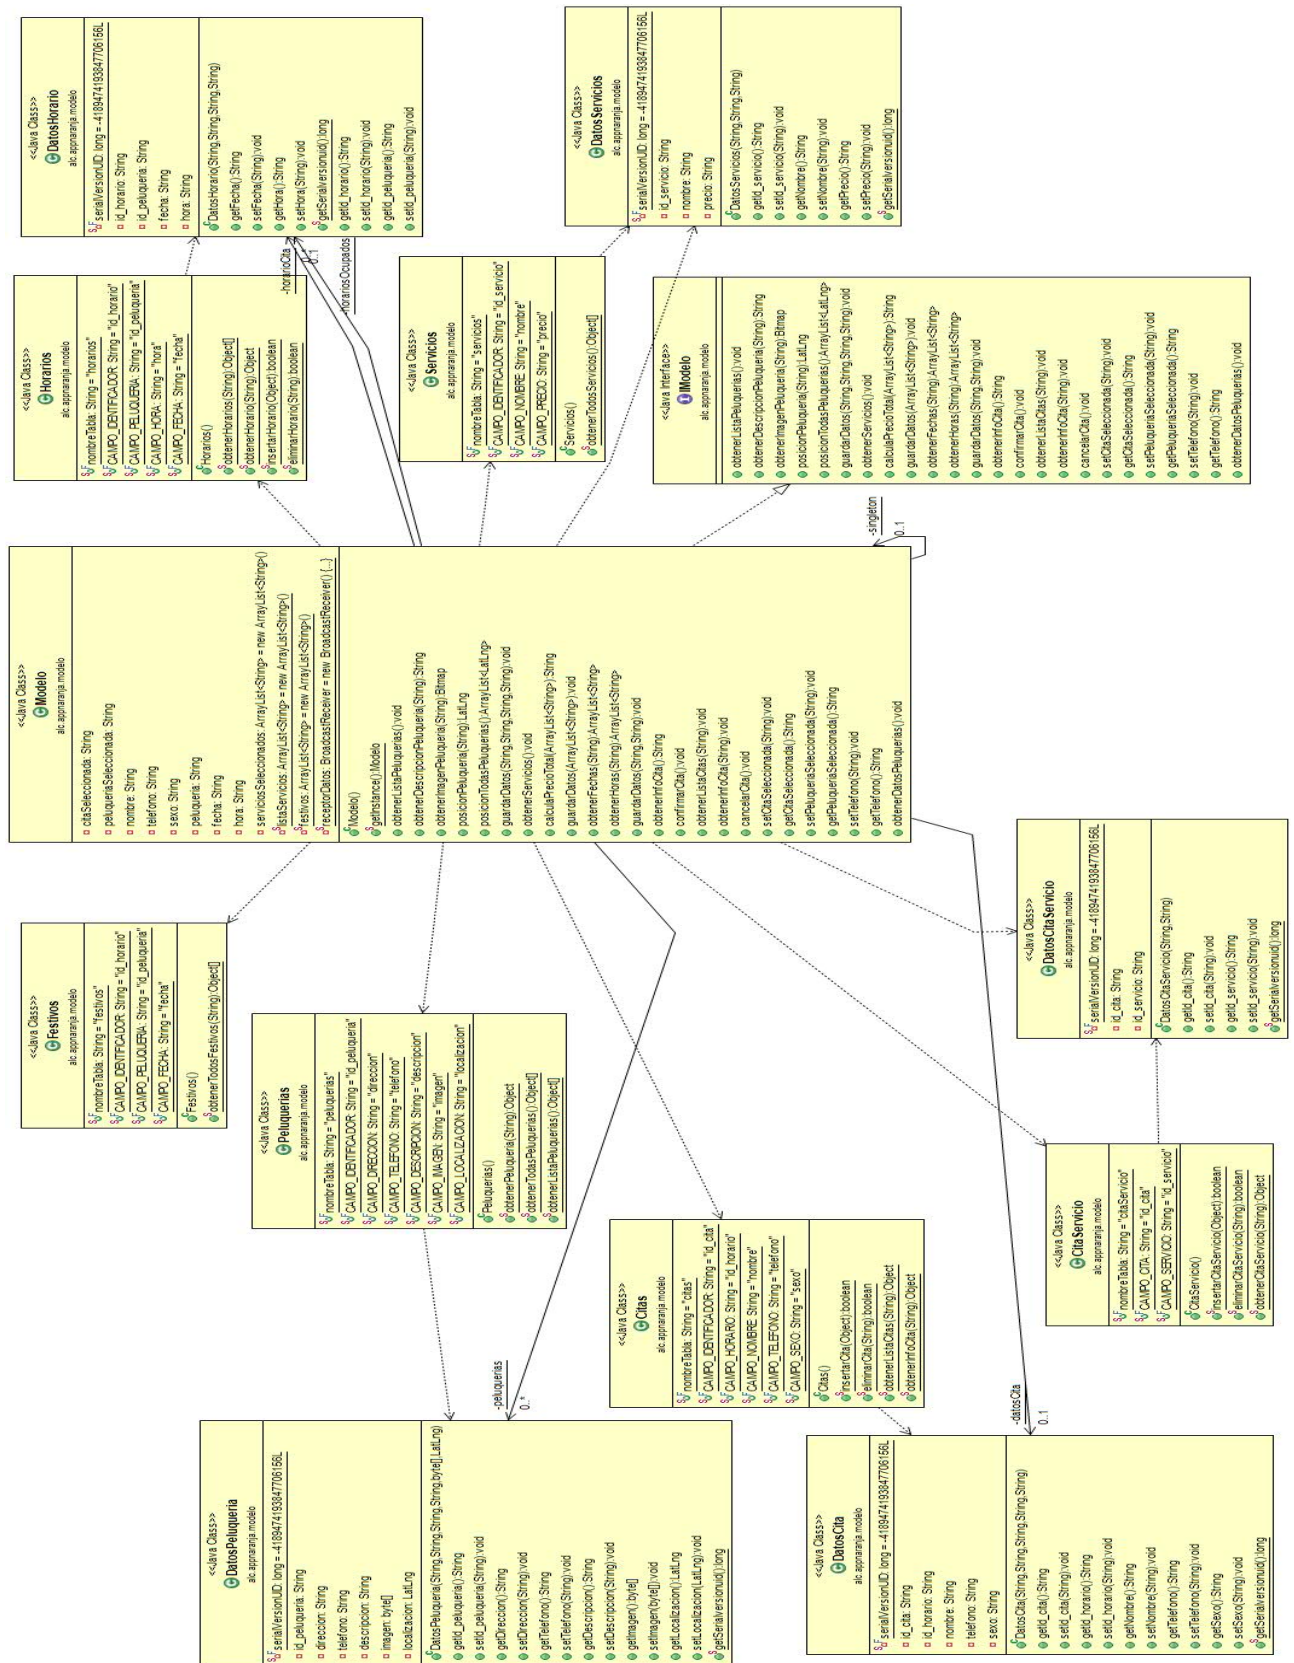 <<Java Class>>
DatosHorario
alc.appnaranja.modelo
serialVersionUID: long = -4189474193847706156L
id_horario: String
id_peluqueria: String
fecha: String
hora: String
DatosHorario(String,String,String,String)
getFecha():String
setFecha(String):void
getHora():String
setHora(String):void
getSerialversionuid():long
getId_horario():String
setId_horario(String):void
getId_peluqueria():String
setId_peluqueria(String):void
<<Java Class>>
DatosServicios
alc.appnaranja.modelo
serialVersionUID: long = -4189474193847706156L
id_servicio: String
nombre: String
precio: String
DatosServicios(String,String,String)
getId_servicio():String
setId_servicio(String):void
getNombre():String
setNombre(String):void
getPrecio():String
setPrecio(String):void
getSerialversionuid():long
-horarioCita
0..1
-horariosOcupados
<<Java Class>>
Horarios
alc.appnaranja.modelo
nombreTabla: String = "horarios"
CAMPO_IDENTIFICADOR: String = "id_horario"
CAMPO_PELUQUERIA: String = "id_peluqueria"
CAMPO_HORA: String = "hora"
CAMPO_FECHA: String = "fecha"
Horarios()
obtenerHorarios(String):Object[]
obtenerHorario(String):Object
insertarHorario(Object):boolean
eliminarHorario(String):boolean
<<Java Class>>
Servicios
alc.appnaranja.modelo
nombreTabla: String = "servicios"
CAMPO_IDENTIFICADOR: String = "id_servicio"
CAMPO_NOMBRE: String = "nombre"
CAMPO_PRECIO: String = "precio"
Servicios()
obtenerTodosServicios():Object[]
<<Java Interface>>
IModelo
alc.appnaranja.modelo
obtenerListaPeluquerias():void
obtenerDescripcionPeluqueria(String):String
obtenerImagenPeluqueria(String):Bitmap
posicionPeluqueria(String):LatLng
posicionTodasPeluquerias():ArrayList<LatLng>
guardarDatos(String,String,String,String):void
obtenerServicios():void
calculaPrecioTotal(ArrayList<String>):String
guardarDatos(ArrayList<String>):void
obtenerFechas(String):ArrayList<String>
obtenerHoras(String):ArrayList<String>
guardarDatos(String,String,String):void
obtenerInfoCita():String
confirmarCita():void
obtenerListaCitas(String):void
obtenerInfoCita(String):String
cancelarCita():void
setCitaSeleccionada(String):void
getCitaSeleccionada():String
setPeluqueriaSeleccionada(String):void
getPeluqueriaSeleccionada():String
setTelefono(String):void
getTelefono():String
obtenerDatosPeluquerias():void
-singleton
0..1
<<Java Class>>
Modelo
alc.appnaranja.modelo
citaSeleccionada: String
peluqueriaSeleccionada: String
nombre: String
telefono: String
sexo: String
peluqueria: String
fecha: String
hora: String
serviciosSeleccionados: ArrayList<String> = new ArrayList<String>()
listaServicios: ArrayList<String> = new ArrayList<String>()
festivos: ArrayList<String> = new ArrayList<String>()
receptorDatos: BroadcastReceiver = new BroadcastReceiver() {...}
Modelo()
getInstance():Modelo
obtenerListaPeluquerias():void
obtenerDescripcionPeluqueria(String):String
obtenerImagenPeluqueria(String):Bitmap
posicionPeluqueria(String):LatLng
posicionTodasPeluquerias():ArrayList<LatLng>
guardarDatos(String,String,String,String):void
obtenerServicios():void
calculaPrecioTotal(ArrayList<String>):String
guardarDatos(ArrayList<String>):void
obtenerFechas(String):ArrayList<String>
obtenerHoras(String):ArrayList<String>
guardarDatos(String,String,String):void
obtenerInfoCita():String
confirmarCita():void
obtenerListaCitas(String):void
obtenerInfoCita(String):String
cancelarCita():void
setCitaSeleccionada(String):void
getCitaSeleccionada():String
setPeluqueriaSeleccionada(String):void
getPeluqueriaSeleccionada():String
setTelefono(String):void
getTelefono():String
obtenerDatosPeluquerias():void
<<Java Class>>
Festivos
alc.appnaranja.modelo
nombreTabla: String = "festivos"
CAMPO_IDENTIFICADOR: String = "id_horario"
CAMPO_PELUQUERIA: String = "id_peluqueria"
CAMPO_FECHA: String = "fecha"
Festivos()
obtenerTodosFestivos(String):Object[]
<<Java Class>>
Peluquerias
alc.appnaranja.modelo
nombreTabla: String = "peluquerias"
CAMPO_IDENTIFICADOR: String = "id_peluqueria"
CAMPO_DIRECCION: String = "direccion"
CAMPO_TELEFONO: String = "telefono"
CAMPO_DESCRIPCION: String = "descripcion"
CAMPO_IMAGEN: String = "imagen"
CAMPO_LOCALIZACION: String = "localizacion"
Peluquerias()
obtenerPeluqueria(String):Object
obtenerTodasPeluquerias():Object[]
obtenerListaPeluquerias():Object[]
<<Java Class>>
DatosCitaServicio
alc.appnaranja.modelo
serialVersionUID: long = -4189474193847706156L
id_cita: String
id_servicio: String
DatosCitaServicio(String,String)
getId_cita():String
setId_cita(String):void
getId_servicio():String
setId_servicio(String):void
getSerialversionuid():long
<<Java Class>>
Citas
alc.appnaranja.modelo
nombreTabla: String = "citas"
CAMPO_IDENTIFICADOR: String = "id_cita"
CAMPO_HORARIO: String = "id_horario"
CAMPO_NOMBRE: String = "nombre"
CAMPO_TELEFONO: String = "telefono"
CAMPO_SEXO: String = "sexo"
Citas()
insertarCita(Object):boolean
eliminarCita(String):boolean
obtenerListaCitas(String):Object
obtenerInfoCita(String):Object
<<Java Class>>
CitaServicio
alc.appnaranja.modelo
nombreTabla: String = "citaServicio"
CAMPO_CITA: String = "id_cita"
CAMPO_SERVICIO: String = "id_servicio"
CitaServicio()
insertarCitaServicio(Object):boolean
eliminarCitaServicio(String):boolean
obtenerCitaServicio(String):Object
-peluquerias
0..*
-datosCita
0..1
<<Java Class>>
DatosPeluqueria
alc.appnaranja.modelo
serialVersionUID: long = -4189474193847706156L
id_peluqueria: String
direccion: String
telefono: String
descripcion: String
imagen: byte[]
localizacion: LatLng
DatosPeluqueria(String,String,String,String,byte[],LatLng)
getId_peluqueria():String
setId_peluqueria(String):void
getDireccion():String
setDireccion(String):void
getTelefono():String
setTelefono(String):void
getDescripcion():String
setDescripcion(String):void
getImagen():byte[]
setImagen(byte[]):void
getLocalizacion():LatLng
setLocalizacion(LatLng):void
getSerialversionuid():long
<<Java Class>>
DatosCita
alc.appnaranja.modelo
serialVersionUID: long = -4189474193847706156L
id_cita: String
id_horario: String
nombre: String
telefono: String
sexo: String
DatosCita(String,String,String,String,String)
getId_cita():String
setId_cita(String):void
getId_horario():String
setId_horario(String):void
getNombre():String
setNombre(String):void
getTelefono():String
setTelefono(String):void
getSexo():String
setSexo(String):void
getSerialversionuid():long